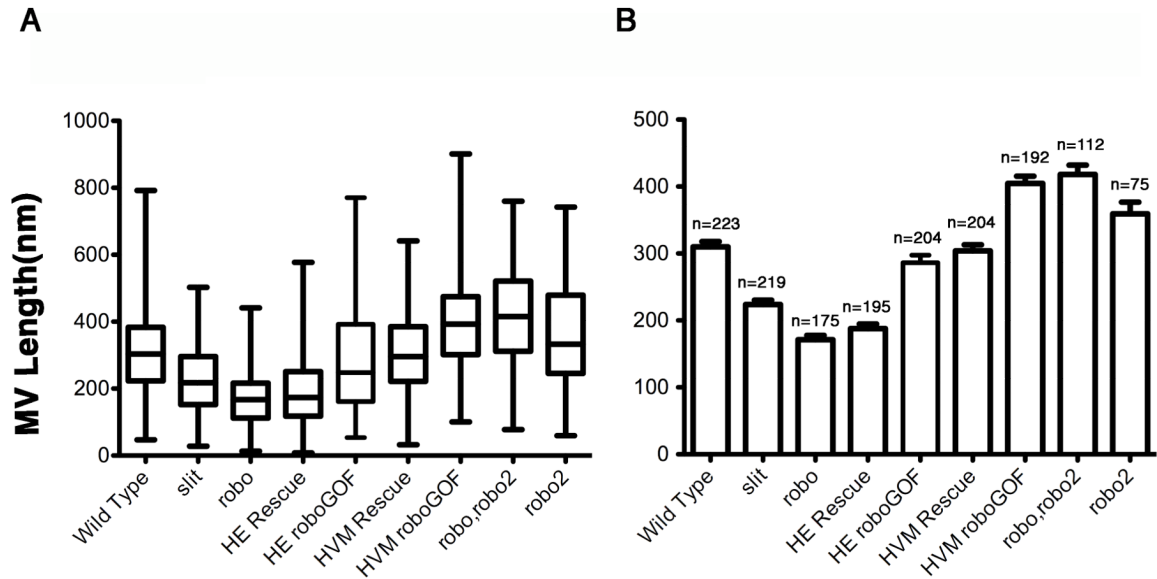 A
B
MV Length(nm)
1000
800
600
400
200
0
Wild Type
slit
robo
HE Rescue
HE roboGOF
HVM Rescue
HVM roboGOF
robo,robo2
robo2
500
400
300
200
100
0
n=223
n=219
n=175
n=195
n=204
n=204
n=192
n=112
n=75
Wild Type
slit
robo
HE Rescue
HE roboGOF
HVM Rescue
HVM roboGOF
robo,robo2
robo2